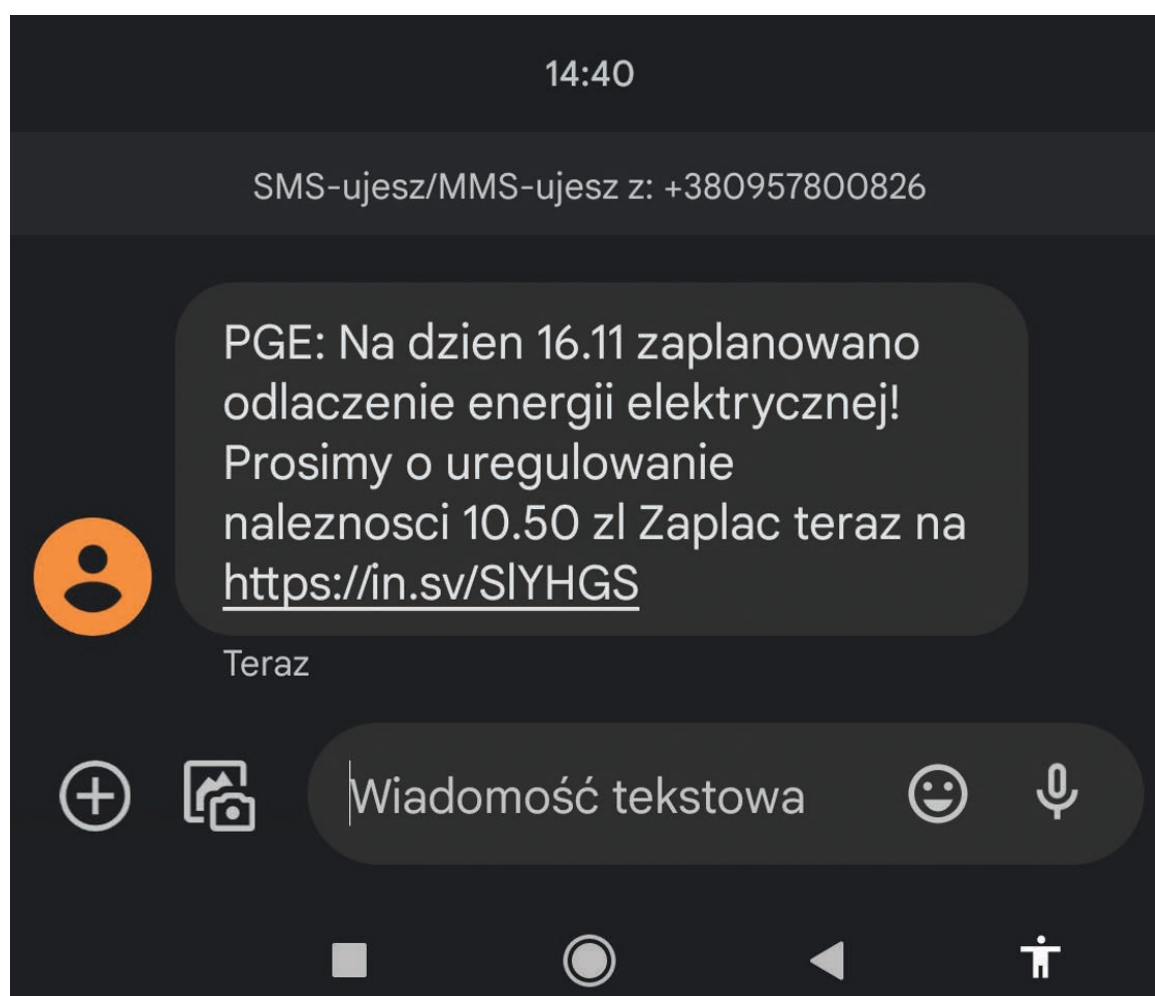 14:40
SMS-ujesz/MMS-ujesz z: +380957800826
PGE: Na dzien 16.11 zaplanowano
odlaczenie energii elektrycznej!
Prosimy o uregulowanie
naleznosci 10.50 zl Zaplac teraz na
https://in.sv/SlYHGS
Teraz
Wiadomość tekstowa